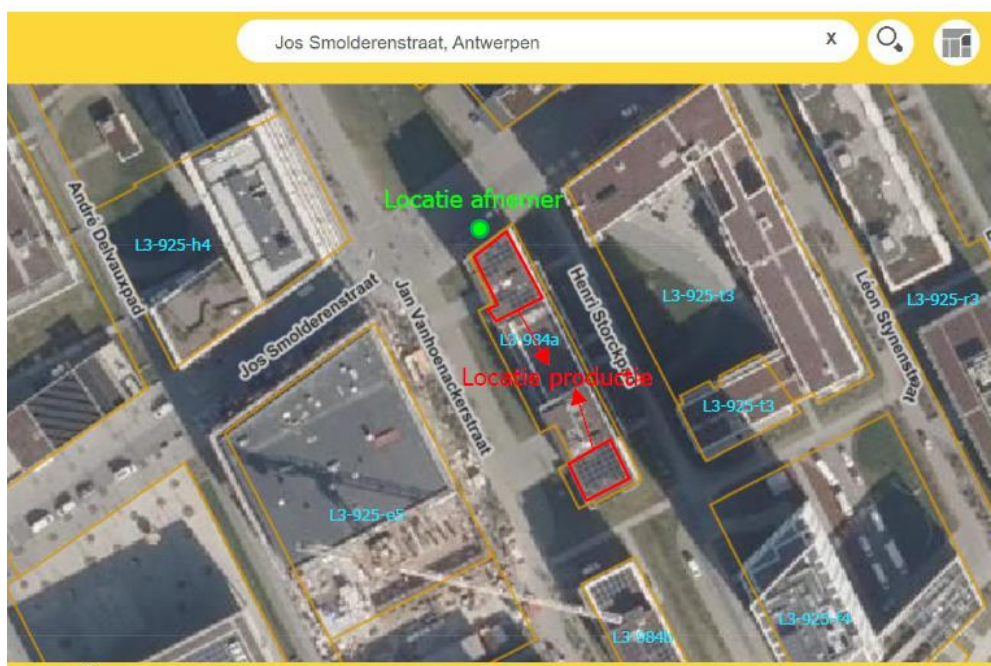 Jos Smolderenstraat, Antwerpen x
Locatie afnemer
André Delvauxpad
L3-925-h4
Jos Smolderenstraat
Jan Vanhoenackerstraat
Henri Storckpad
L3-925-t3
Léon Stynenstraat
L3-925-r3
L3-984a
Locatie productie
L3-925-t3
L3-925-e5
L3-984b
L3-925-f4